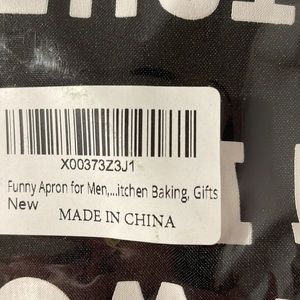 X00373Z3J1
Funny Apron for Men,...itchen Baking, Gifts
New
MADE IN CHINA